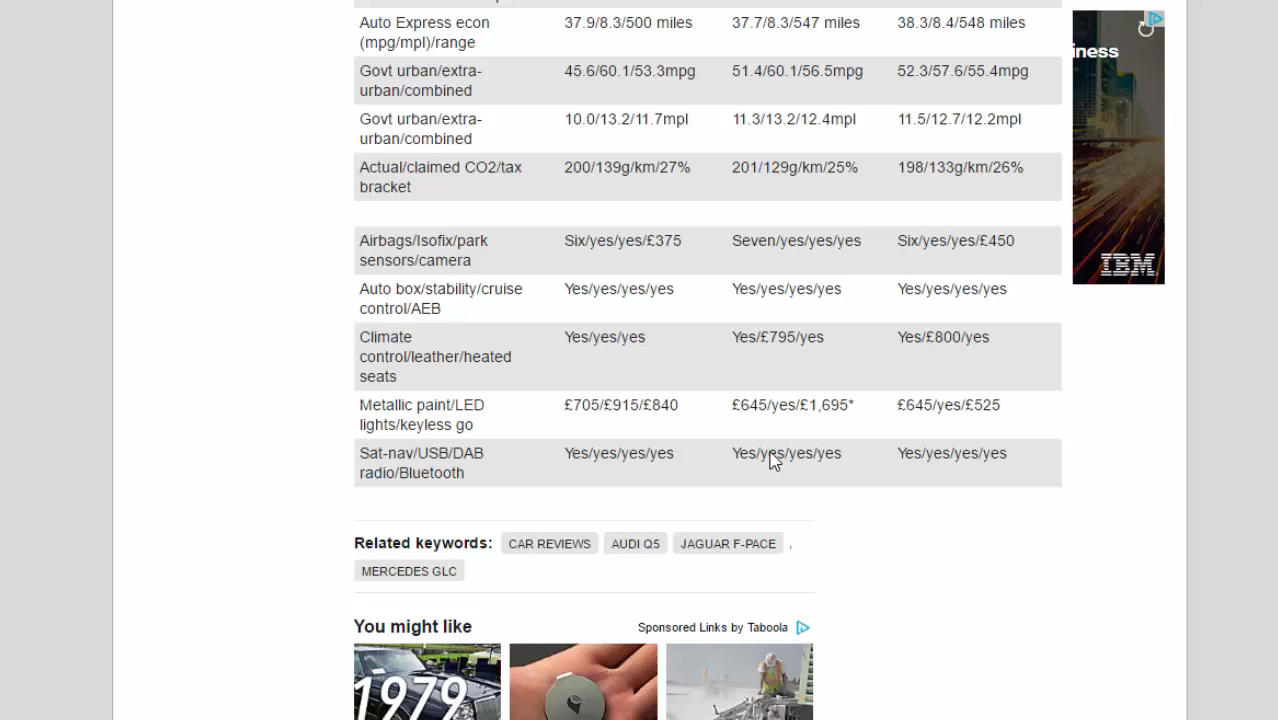 Auto Express econ 37.9/8.3/500 miles 37.7/8.3/547 miles 38.3/8.4/548 miles
(mpg/mpl)/range
Govt urban/extra- 45.6/60.1/53.3mpg 51.4/60.1/56.5mpg 52.3/57.6/55.4mpg
urban/combined
Govt urban/extra- 10.0/13.2/11.7mpl 11.3/13.2/12.4mpl 11.5/12.7/12.2mpl
urban/combined
Actual/claimed CO2/tax 200/139g/km/27% 201/129g/km/25% 198/133g/km/26%
bracket
Airbags/Isofix/park Six/yes/yes/£375 Seven/yes/yes/yes Six/yes/yes/£450
sensors/camera
Auto box/stability/cruise Yes/yes/yes/yes Yes/yes/yes/yes Yes/yes/yes/yes
control/AEB
Climate Yes/yes/yes Yes/£795/yes Yes/£800/yes
control/leather/heated
seats
Metallic paint/LED £705/£915/£840 £645/yes/£1,695* £645/yes/£525
lights/keyless go
Sat-nav/USB/DAB Yes/yes/yes/yes Yes/yes/yes/yes Yes/yes/yes/yes
radio/Bluetooth
Related keywords: CAR REVIEWS AUDI Q5 JAGUAR F-PACE ,
MERCEDES GLC
You might like Sponsored Links by Taboola
1979
iness
IBM